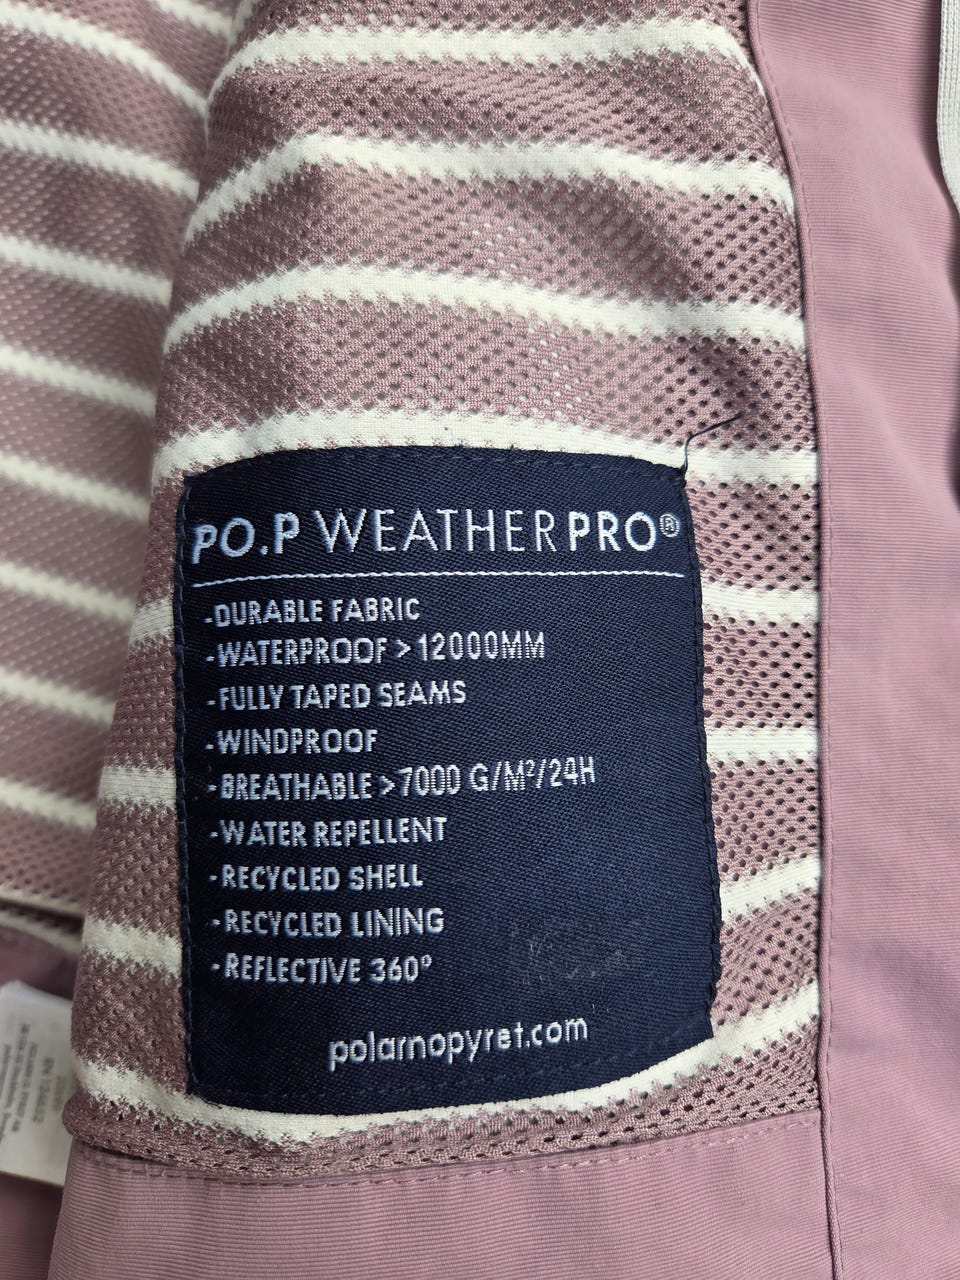 PO.P WEATHERPRO®
-DURABLE FABRIC
-WATERPROOF > 12000MM
-FULLY TAPED SEAMS
-WINDPROOF
-BREATHABLE >7000 G/M²/24H
-WATER REPELLENT
-RECYCLED SHELL
-RECYCLED LINING
-REFLECTIVE 360°
polarnopyret.com